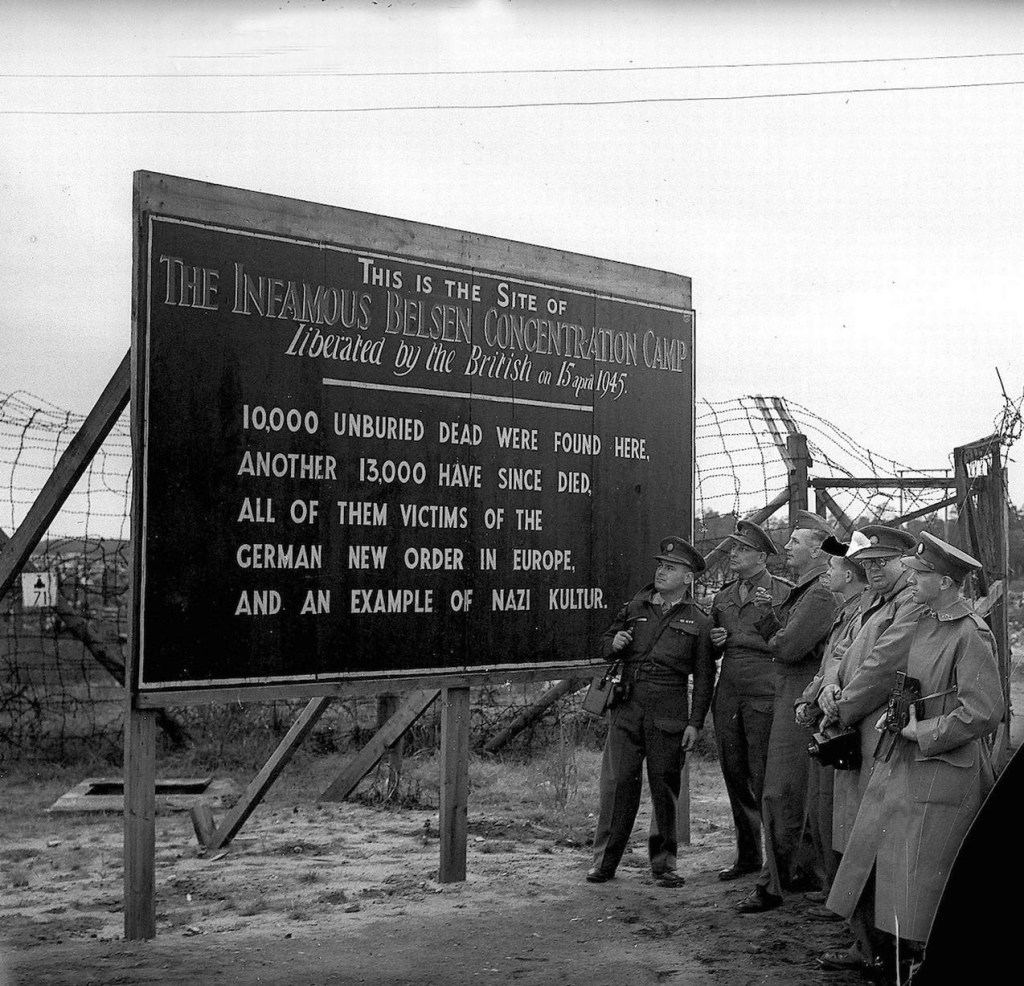 THIS IS THE SITE OF
THE INFAMOUS BELSEN CONCENTRATION CAMP
Liberated by the British on 15 april 1945.
10,000 UNBURIED DEAD WERE FOUND HERE,
ANOTHER 13,000 HAVE SINCE DIED,
ALL OF THEM VICTIMS OF THE
GERMAN NEW ORDER IN EUROPE,
AND AN EXAMPLE OF NAZI KULTUR.
71